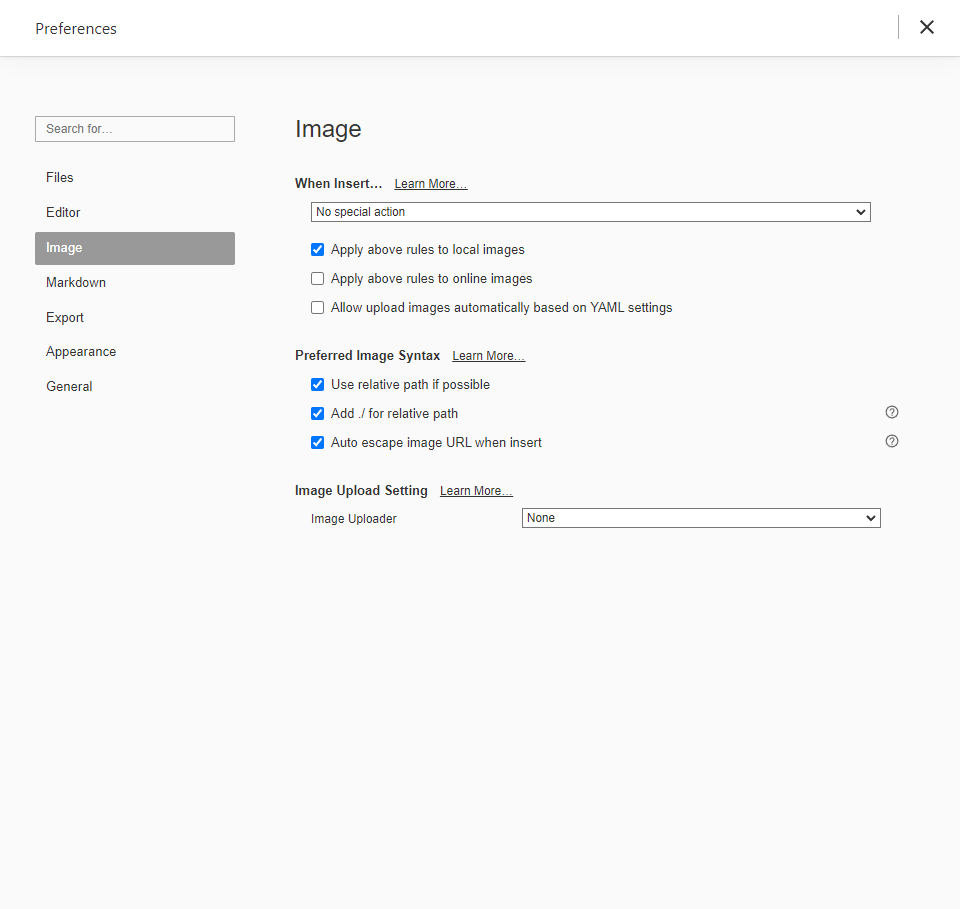 Preferences
Search for…
Files
Editor
Image
Markdown
Export
Appearance
General
Image
When Insert… Learn More…
No special action
Apply above rules to local images
Apply above rules to online images
Allow upload images automatically based on YAML settings
Preferred Image Syntax Learn More…
Use relative path if possible
Add ./ for relative path
Auto escape image URL when insert
Image Upload Setting Learn More…
Image Uploader None